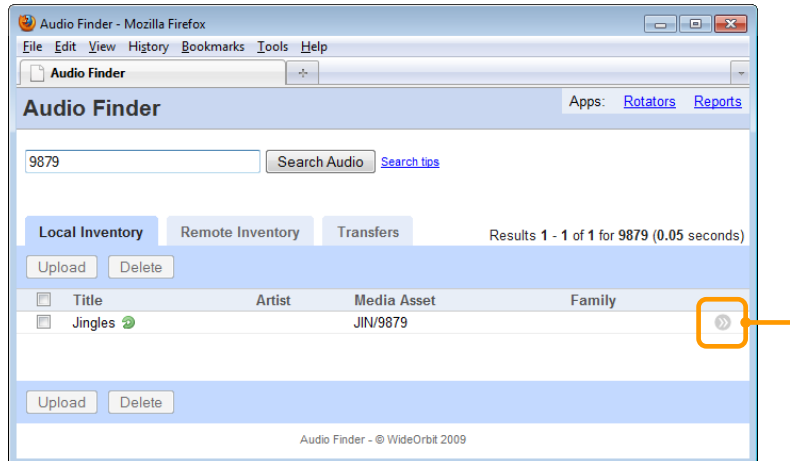 Audio Finder - Mozilla Firefox
File Edit View History Bookmarks Tools Help
Audio Finder
Audio Finder Apps: Rotators Reports
9879 Search Audio Search tips
Local Inventory Remote Inventory Transfers Results 1 - 1 of 1 for 9879 (0.05 seconds)
Upload Delete
Title Artist Media Asset Family
Jingles JIN/9879
Upload Delete
Audio Finder - © WideOrbit 2009